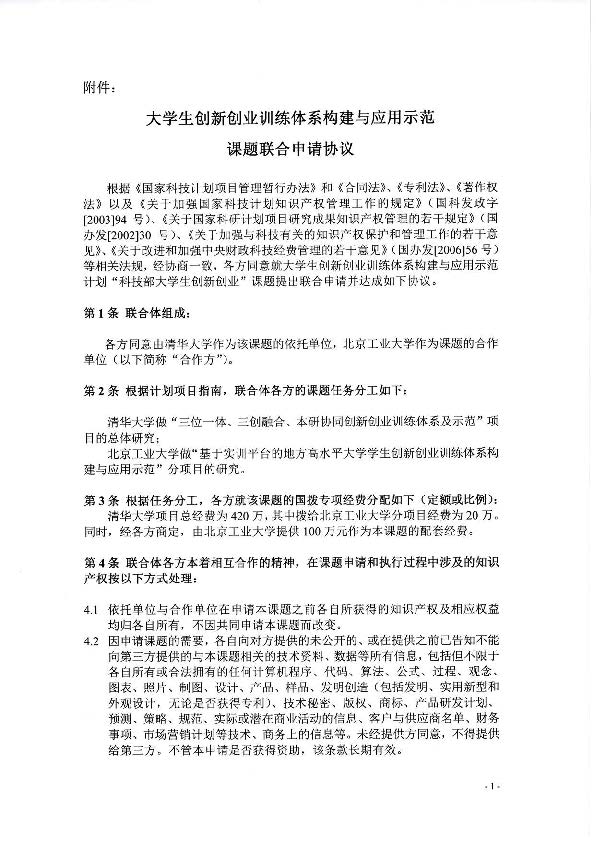 附件：
大学生创新创业训练体系构建与应用示范
课题联合申请协议
根据《国家科技计划项目管理暂行办法》和《合同法》、《专利法》、《著作权
法》以及《关于加强国家科技计划知识产权管理工作的规定》（国科发政字
[2003]94 号）、《关于国家科研计划项目研究成果知识产权管理的若干规定》（国
办发[2002]30 号）、《关于加强与科技有关的知识产权保护和管理工作的若干意
见》、《关于改进和加强中央财政科技经费管理的若干意见》（国办发[2006]56 号）
等相关法规，经协商一致，各方同意就大学生创新创业训练体系构建与应用示范
计划“科技部大学生创新创业”课题提出联合申请并达成如下协议。
第 1 条 联合体组成：
各方同意由清华大学作为该课题的依托单位，北京工业大学作为课题的合作
单位（以下简称“合作方”）。
第 2 条 根据计划项目指南，联合体各方的课题任务分工如下：
清华大学做“三位一体、三创融合、本研协同创新创业训练体系及示范”项
目的总体研究；
北京工业大学做“基于实训平台的地方高水平大学学生创新创业训练体系构
建与应用示范”分项目的研究。
第 3 条 根据任务分工，各方就该课题的国拨专项经费分配如下（定额或比例）：
清华大学项目总经费为 420 万，其中拨给北京工业大学分项目经费为 20 万。
同时，经各方商定，由北京工业大学提供 100 万元作为本课题的配套经费。
第 4 条 联合体各方本着相互合作的精神，在课题申请和执行过程中涉及的知识
产权按以下方式处理：
4.1 依托单位与合作单位在申请本课题之前各自所获得的知识产权及相应权益
均归各自所有，不因共同申请本课题而改变。
4.2 因申请课题的需要，各自向对方提供的未公开的、或在提供之前已告知不能
向第三方提供的与本课题相关的技术资料、数据等所有信息，包括但不限于
各自所有或合法拥有的任何计算机程序、代码、算法、公式、过程、观念、
图表、照片、制图、设计、产品、样品、发明创造（包括发明、实用新型和
外观设计，无论是否获得专利）、技术秘密、版权、商标、产品研发计划、
预测、策略、规范、实际或潜在商业活动的信息、客户与供应商名单、财务
事项、市场营销计划等技术、商务上的信息等。未经提供方同意，不得提供
给第三方。不管本申请是否获得资助，该条款长期有效。
- 1 -